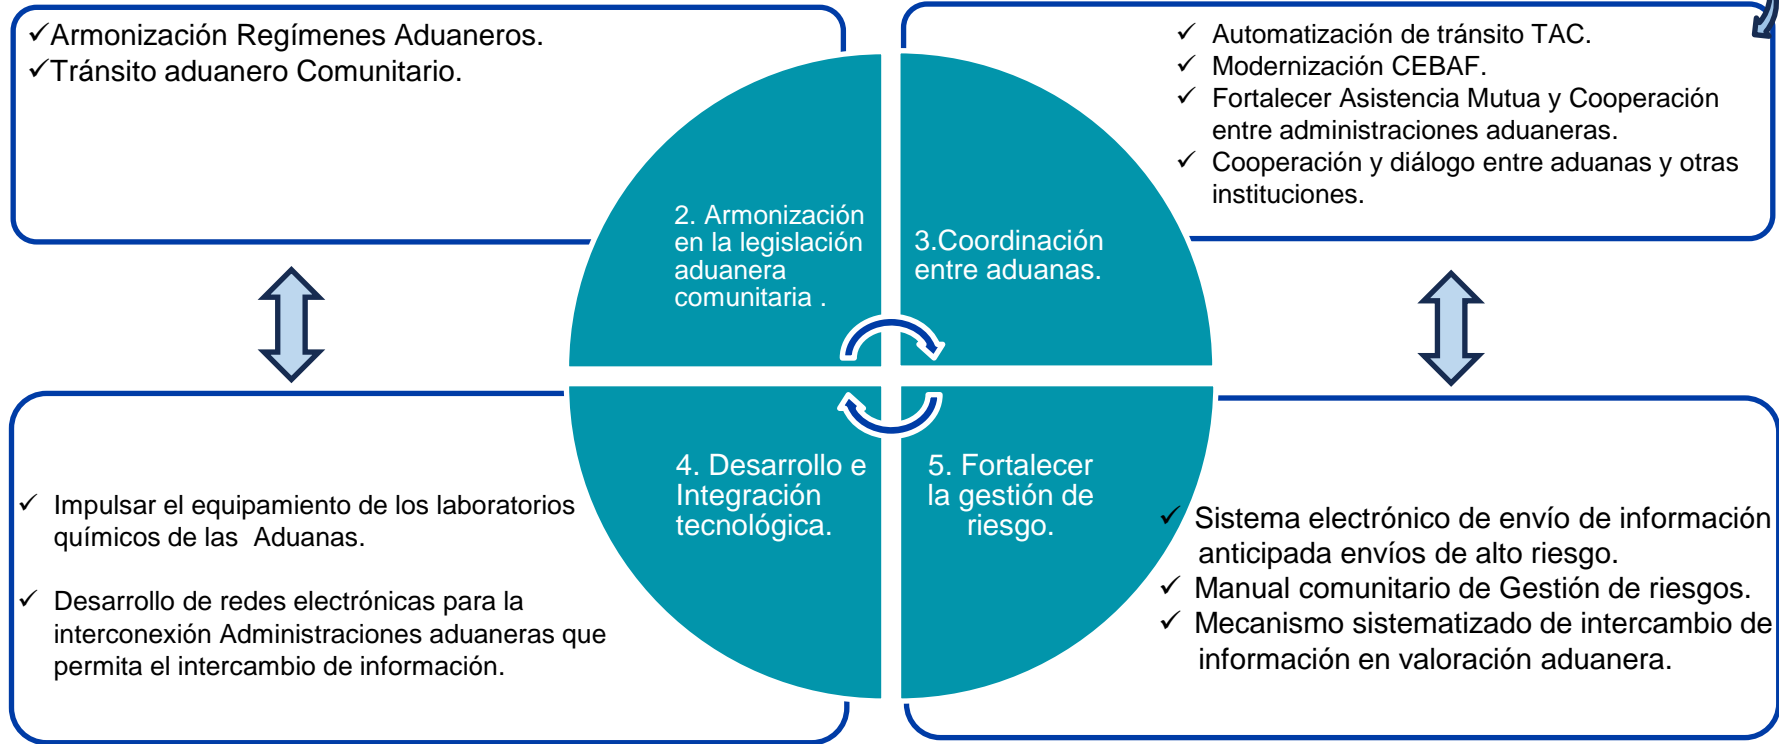 ✓Armonización Regímenes Aduaneros.
✓Tránsito aduanero Comunitario.
✓ Automatización de tránsito TAC.
✓ Modernización CEBAF.
✓ Fortalecer Asistencia Mutua y Cooperación
entre administraciones aduaneras.
✓ Cooperación y diálogo entre aduanas y otras
instituciones.
2. Armonización
en la legislación
aduanera
comunitaria .
3.Coordinación
entre aduanas.
4. Desarrollo e
Integración
tecnológica.
5. Fortalecer
la gestión de
riesgo.
✓ Impulsar el equipamiento de los laboratorios
químicos de las Aduanas.
✓ Desarrollo de redes electrónicas para la
interconexión Administraciones aduaneras que
permita el intercambio de información.
✓ Sistema electrónico de envío de información
anticipada envíos de alto riesgo.
✓ Manual comunitario de Gestión de riesgos.
✓ Mecanismo sistematizado de intercambio de
información en valoración aduanera.